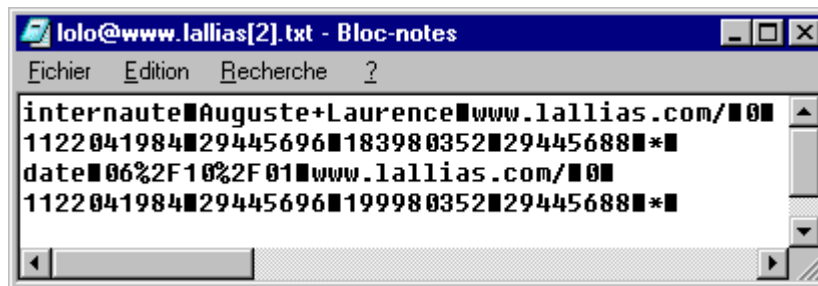 lolo@www.lallias[2].txt - Bloc-notes
Fichier Edition Recherche ?
internaute■Auguste+Laurence■www.lallias.com/■0■
1122041984■29445696■183980352■29445688■*■
date■06%2F10%2F01■www.lallias.com/■0■
1122041984■29445696■199980352■29445688■*■